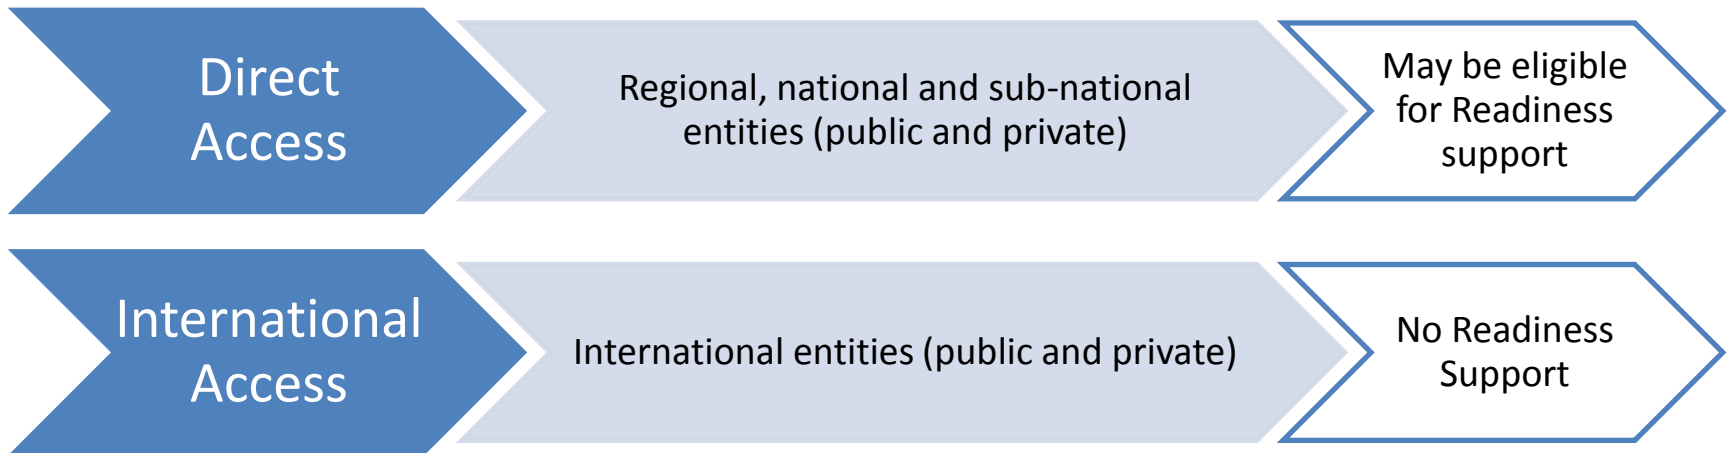 Direct
Access
Regional, national and sub-national
entities (public and private)
May be eligible
for Readiness
support
International
Access
International entities (public and private)
No Readiness
Support